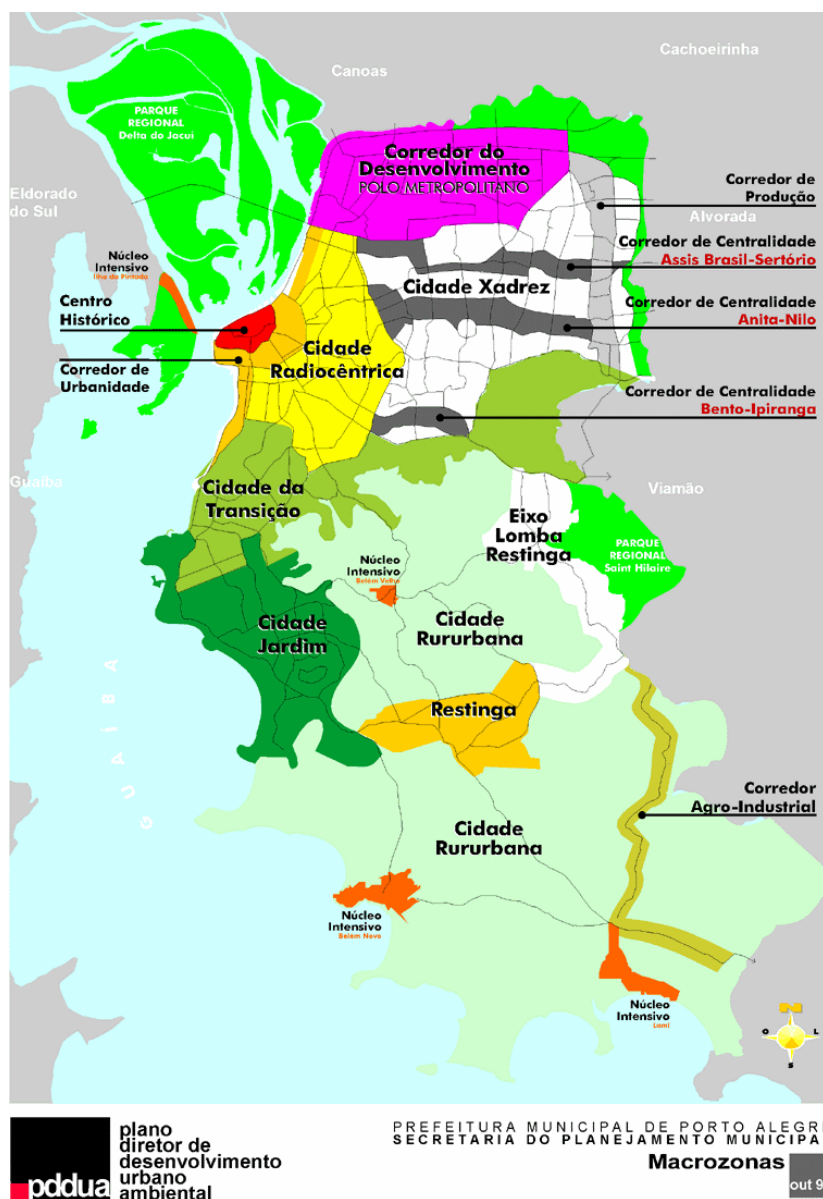 Cachoeirinha
Canoas
PARQUE
REGIONAL
Delta do Jacuí
Corredor do
Desenvolvimento
POLO METROPOLITANO
Eldorado
do Sul
Corredor de
Produção
Alvorada
Núcleo
Intensivo
Ilha da Pintada
Corredor de Centralidade
Assis Brasil-Sertório
Cidade Xadrez
Centro
Histórico
Corredor de Centralidade
Anita-Nilo
Cidade
Radiocêntrica
Corredor de
Urbanidade
Corredor de Centralidade
Bento-Ipiranga
Guaíba
Viamão
Cidade da
Transição
Eixo
Lomba
Restinga
PARQUE
REGIONAL
Saint Hilaire
Núcleo
Intensivo
Belém Velho
Cidade
Jardim
Cidade
Rururbana
GUAIBA
Restinga
Corredor
Agro-Industrial
Cidade
Rururbana
Núcleo
Intensivo
Belém Novo
Núcleo
Intensivo
Lami
O L
S
pddua
plano
diretor de
desenvolvimento
urbano
ambiental
PREFEITURA MUNICIPAL DE PORTO ALEGR
SECRETARIA DO PLANEJAMENTO MUNICIPA
Macrozonas
out 9